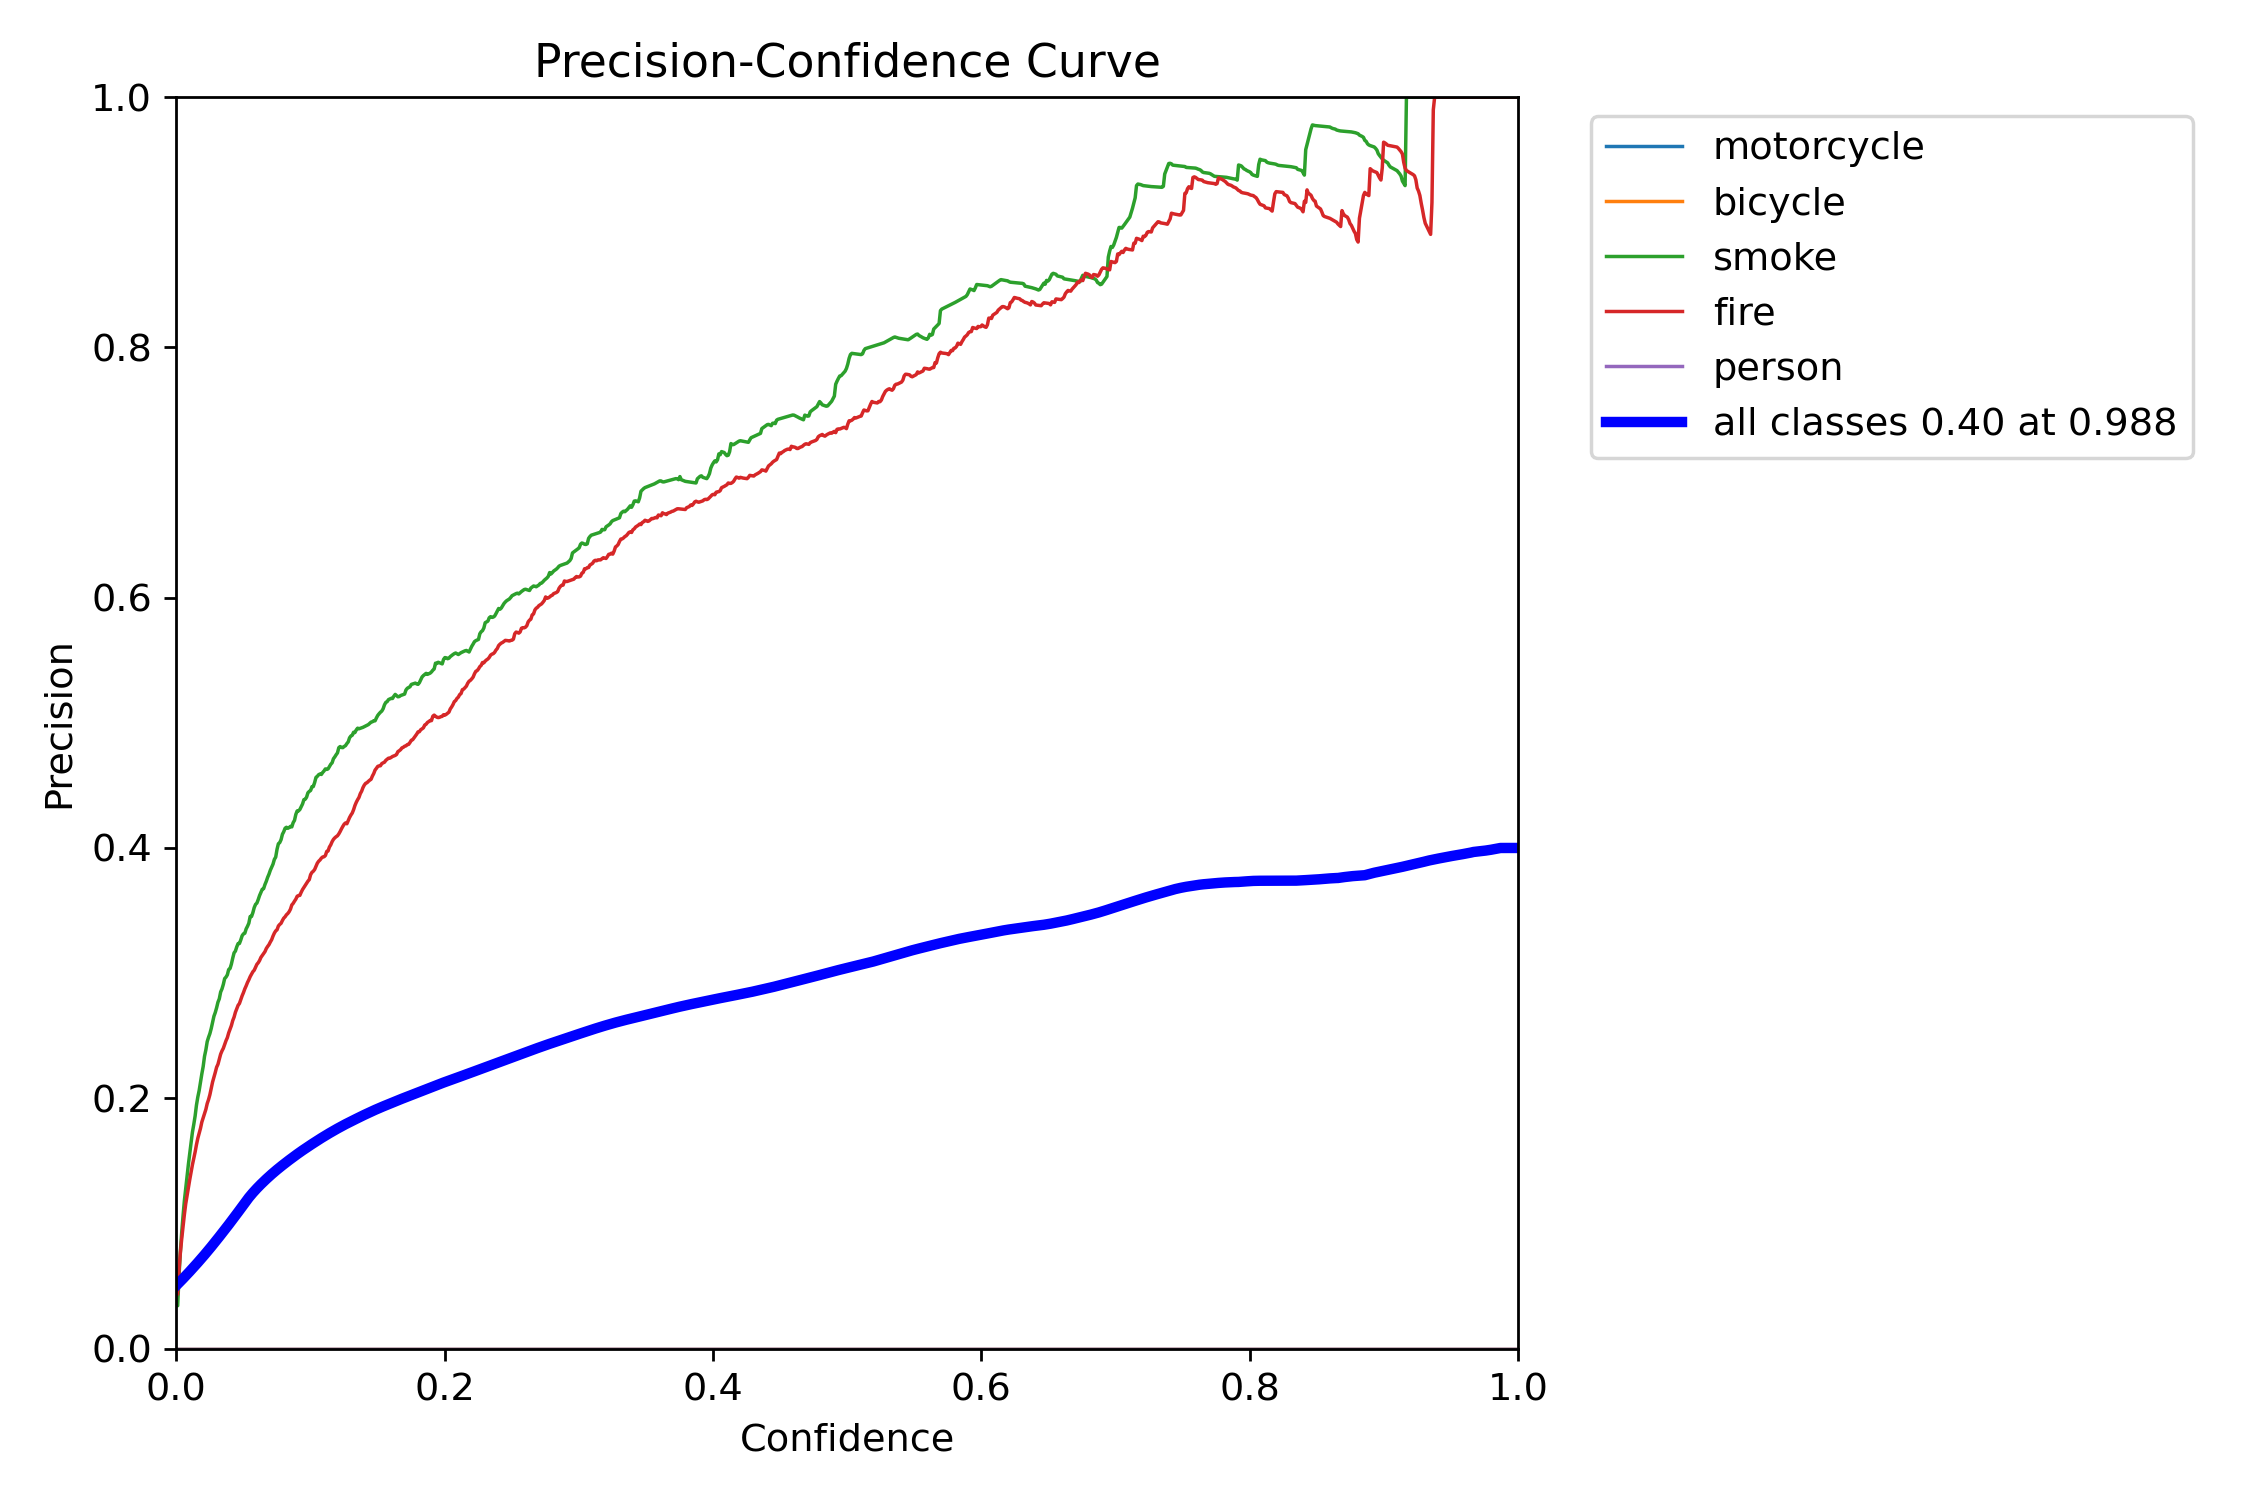 Precision-Confidence Curve
1.0
0.8
0.6
0.4
0.2
0.0
Precision
0.0 0.2 0.4 0.6 0.8 1.0
Confidence
motorcycle
bicycle
smoke
fire
person
all classes 0.40 at 0.988